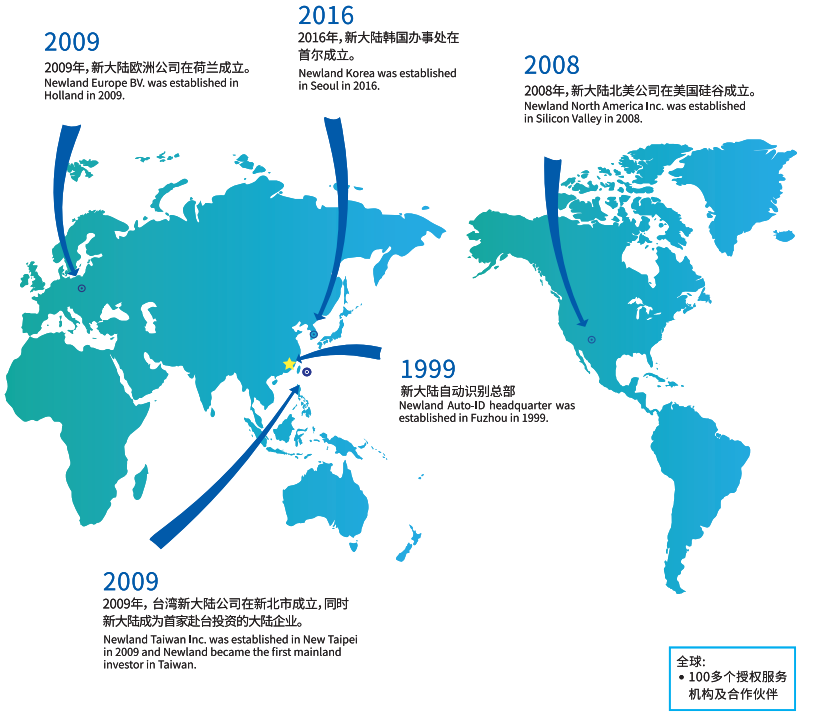 2009
2009年，新大陆欧洲公司在荷兰成立。
Newland Europe BV. was established in
Holland in 2009.
2016
2016年，新大陆韩国办事处在
首尔成立。
Newland Korea was established
in Seoul in 2016.
2008
2008年，新大陆北美公司在美国硅谷成立。
Newland North America Inc. was established
in Silicon Valley in 2008.
1999
新大陆自动识别总部
Newland Auto-ID headquarter was
established in Fuzhou in 1999.
2009
2009年，台湾新大陆公司在新北市成立，同时
新大陆成为首家赴台投资的大陆企业。
Newland Taiwan Inc. was established in New Taipei
in 2009 and Newland became the first mainland
investor in Taiwan.
全球:
• 100多个授权服务
机构及合作伙伴